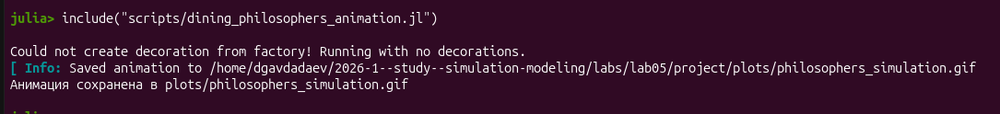 julia> include("scripts/dining_philosophers_animation.jl")
Could not create decoration from factory! Running with no decorations.
[ Info: Saved animation to /home/dgavdadaev/2026-1--study--simulation-modeling/labs/lab05/project/plots/philosophers_simulation.gif
Анимация сохранена в plots/philosophers_simulation.gif